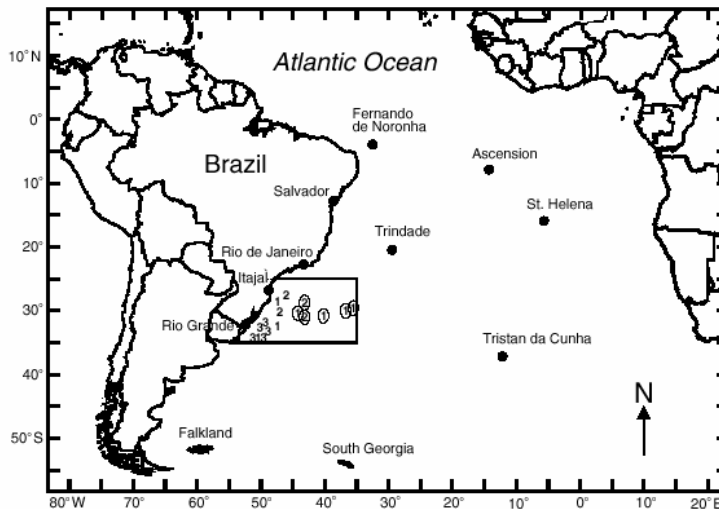 10°N
Atlantic Ocean
Fernando
de Noronha
0°
Brazil
Ascension
10°
Salvador
St. Helena
Trindade
20°
Rio de Janeiro
Itajaí
30°
Rio Grande
Tristan da Cunha
N
Falkland
50°S
South Georgia
80°W 70° 60° 50° 40° 30° 20° 10° 0° 10° 20°E